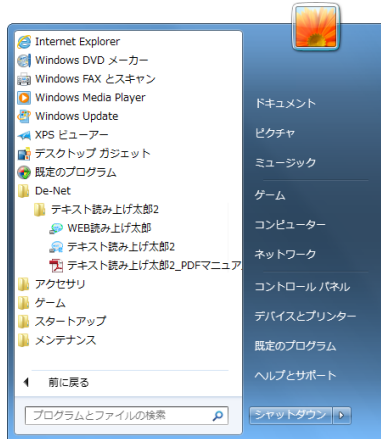 Internet Explorer
Windows DVD メーカー
Windows FAX とスキャン
Windows Media Player
Windows Update
XPS ビューアー
デスクトップ ガジェット
既定のプログラム
De-Net
テキスト読み上げ太郎2
WEB読み上げ太郎
テキスト読み上げ太郎2
テキスト読み上げ太郎2_PDFマニュア
アクセサリ
ゲーム
スタートアップ
メンテナンス
前に戻る
プログラムとファイルの検索
ドキュメント
ピクチャ
ミュージック
ゲーム
コンピューター
ネットワーク
コントロール パネル
デバイスとプリンター
既定のプログラム
ヘルプとサポート
シャットダウン